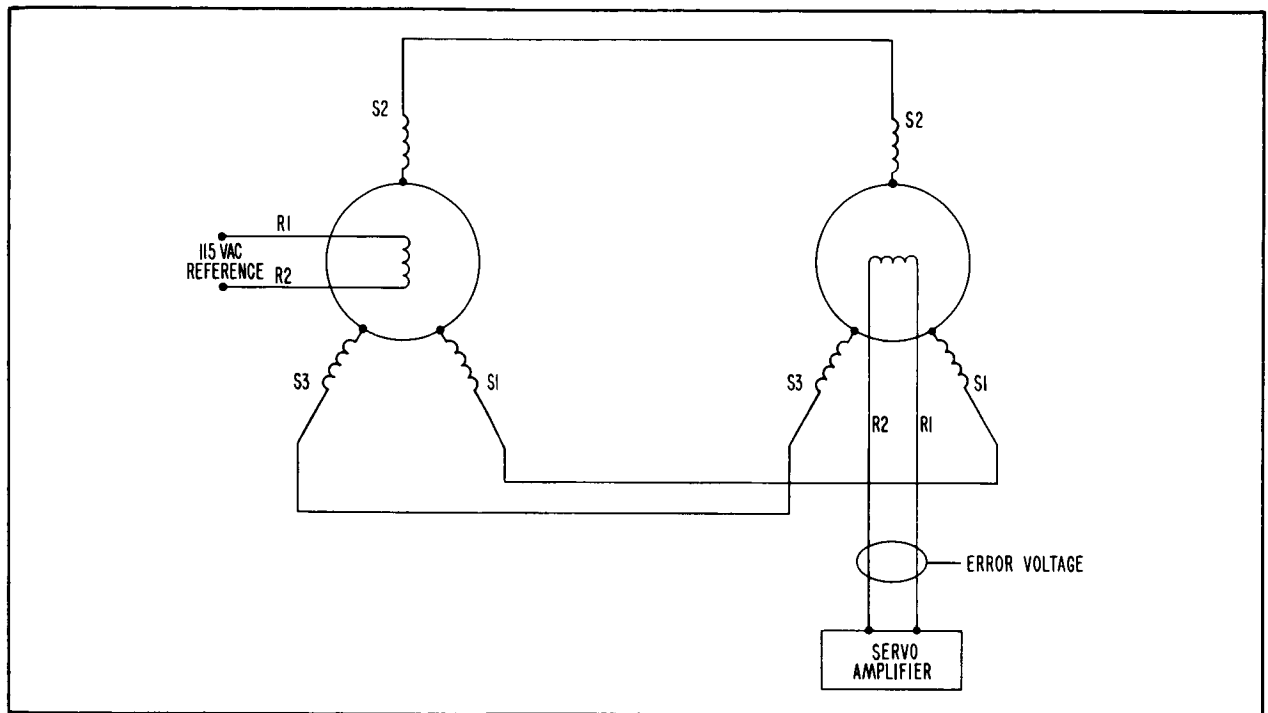 S2
S2
R1
115 VAC
REFERENCE
R2
S3
S1
S3
S1
R2
R1
ERROR VOLTAGE
SERVO
AMPLIFIER